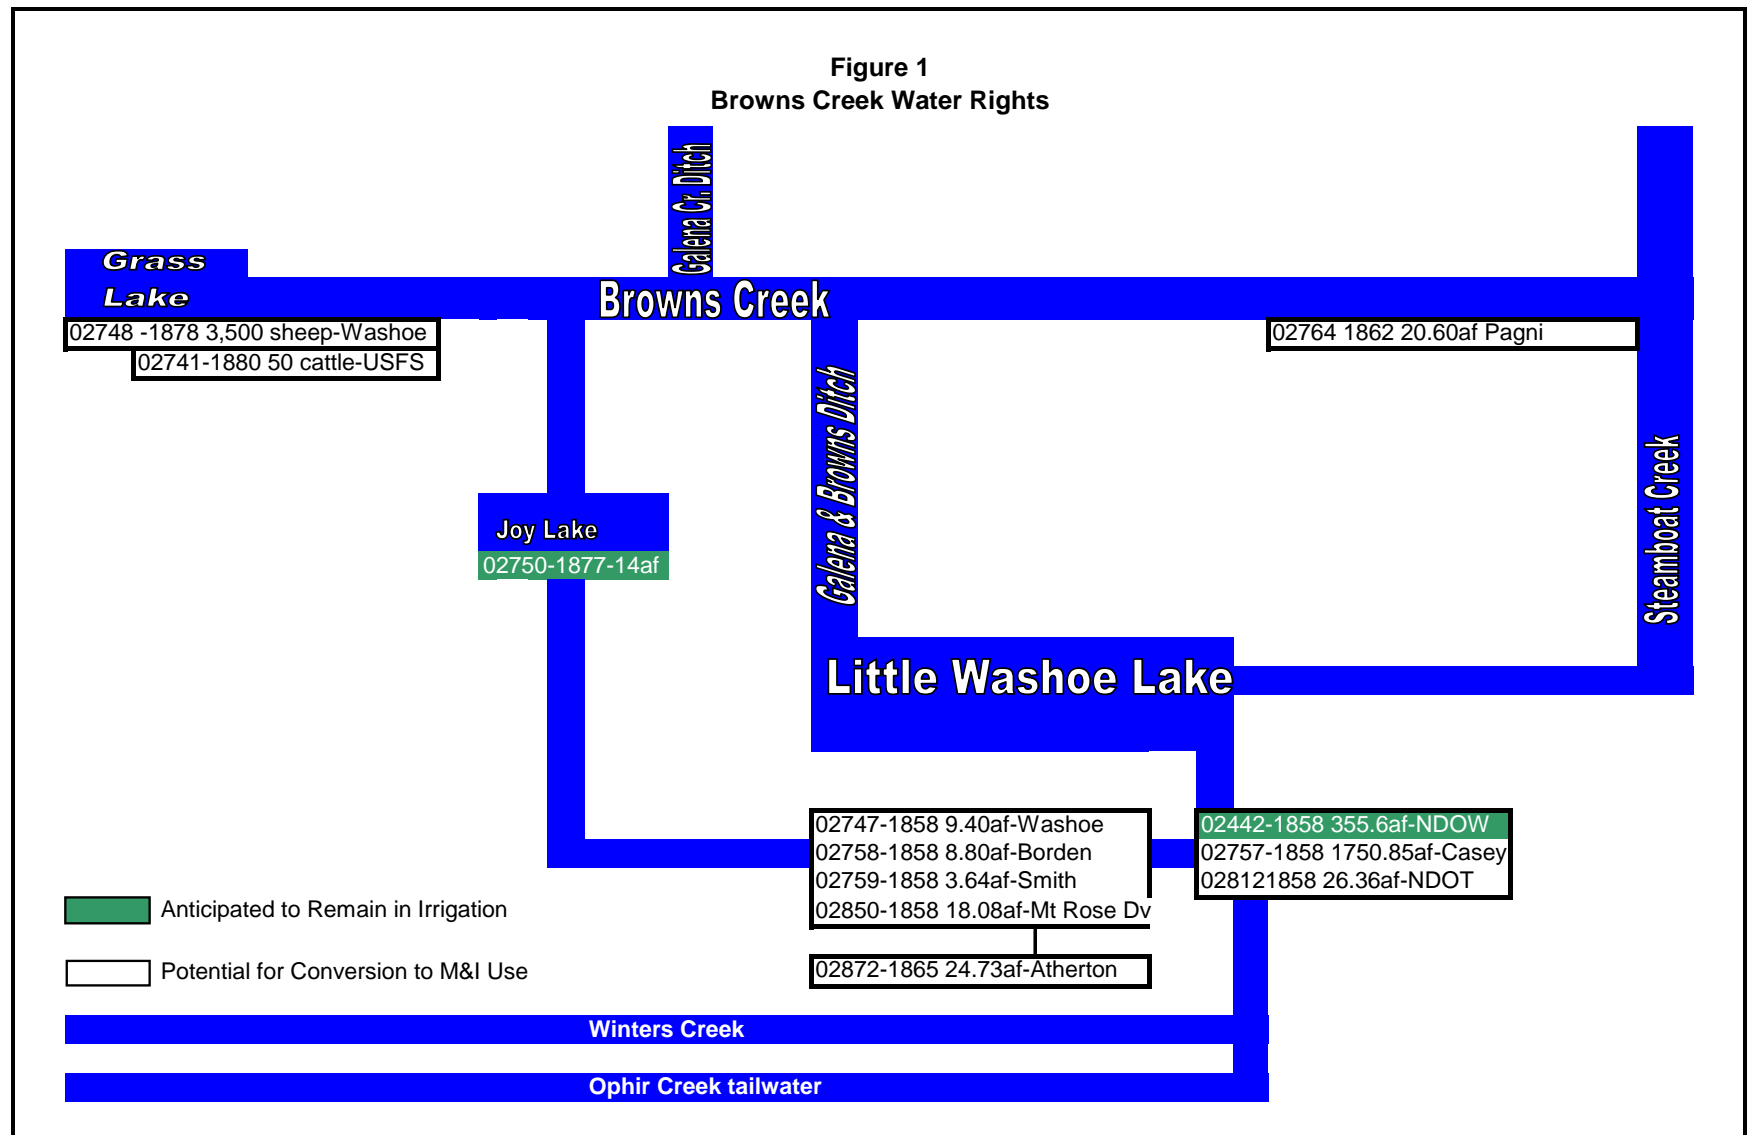 Figure 1
Browns Creek Water Rights
Galena Cr. Ditch
Grass
Lake
Browns Creek
02748 -1878 3,500 sheep-Washoe
02741-1880 50 cattle-USFS
02764 1862 20.60af Pagni
Galena & Browns Ditch
Steamboat Creek
Joy Lake
02750-1877-14af
Little Washoe Lake
02747-1858 9.40af-Washoe
02758-1858 8.80af-Borden
02759-1858 3.64af-Smith
02850-1858 18.08af-Mt Rose Dv
02442-1858 355.6af-NDOW
02757-1858 1750.85af-Casey
028121858 26.36af-NDOT
Anticipated to Remain in Irrigation
02872-1865 24.73af-Atherton
Potential for Conversion to M&I Use
Winters Creek
Ophir Creek tailwater